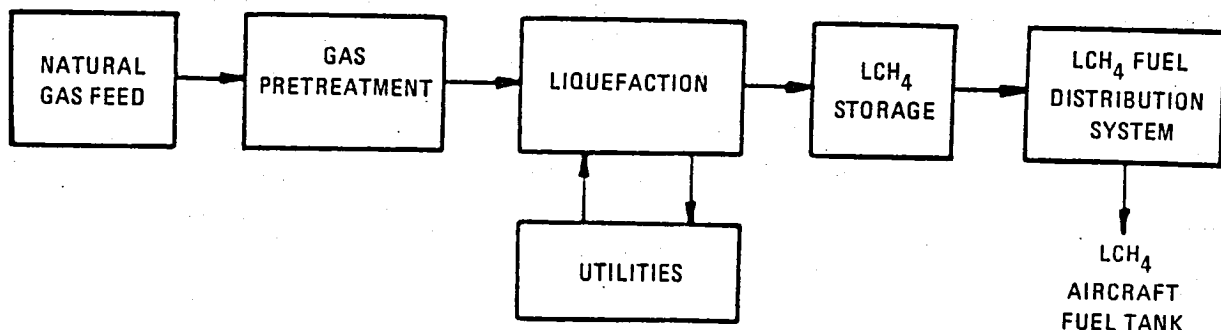 NATURAL
GAS FEED
GAS
PRETREATMENT
LIQUEFACTION
LCH₄
STORAGE
LCH₄ FUEL
DISTRIBUTION
SYSTEM
UTILITIES
LCH₄
AIRCRAFT
FUEL TANK